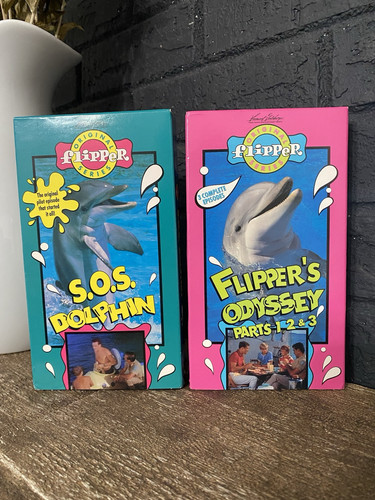 ORIGINAL
flipper
SERIES
The original
pilot episode
that started
it all!
S.O.S.
DOLPHIN
ORIGINAL
flipper
SERIES
3 COMPLETE
EPISODES
FLIPPER'S
ODYSSEY
PARTS 1, 2 & 3